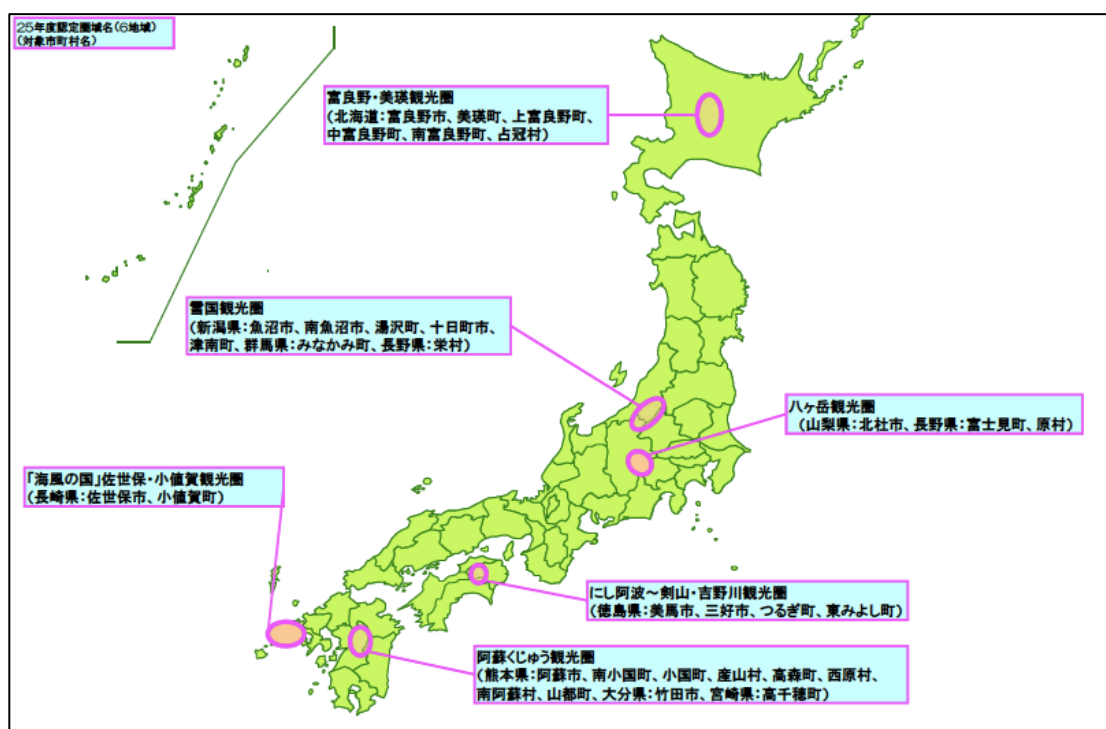 25年度認定圏域名(6地域)
(対象市町村名)
富良野・美瑛観光圏
(北海道:富良野市、美瑛町、上富良野町、
中富良野町、南富良野町、占冠村)
雪国観光圏
(新潟県:魚沼市、南魚沼市、湯沢町、十日町市、
津南町、群馬県:みなかみ町、長野県:栄村)
八ヶ岳観光圏
(山梨県:北杜市、長野県:富士見町、原村)
「海風の国」佐世保・小値賀観光圏
(長崎県:佐世保市、小値賀町)
にし阿波～剣山・吉野川観光圏
(徳島県:美馬市、三好市、つるぎ町、東みよし町)
阿蘇くじゅう観光圏
(熊本県:阿蘇市、南小国町、小国町、産山村、高森町、西原村、
南阿蘇村、山都町、大分県:竹田市、宮崎県:高千穂町)